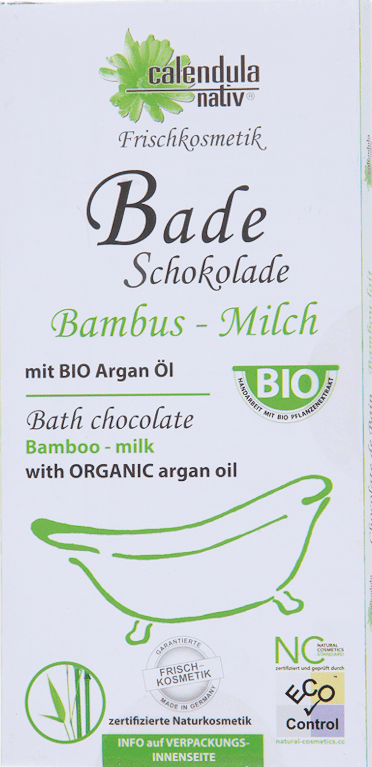 calendula
nativ®
Frischkosmetik
Bade
Schokolade
Bambus - Milch
mit BIO Argan Öl
BIO
HANDARBEIT MIT BIO PFLANZENEXTRAKT
Bath chocolate
Bamboo - milk
with ORGANIC argan oil
GARANTIERTE
FRISCH-
KOSMETIK
MADE IN GERMANY
NC NATURAL
COSMETICS
STANDARD
zertifiziert und geprüft durch
ECO
Control
natural-cosmetics.cc
zertifizierte Naturkosmetik
INFO auf VERPACKUNGS-
INNENSEITE